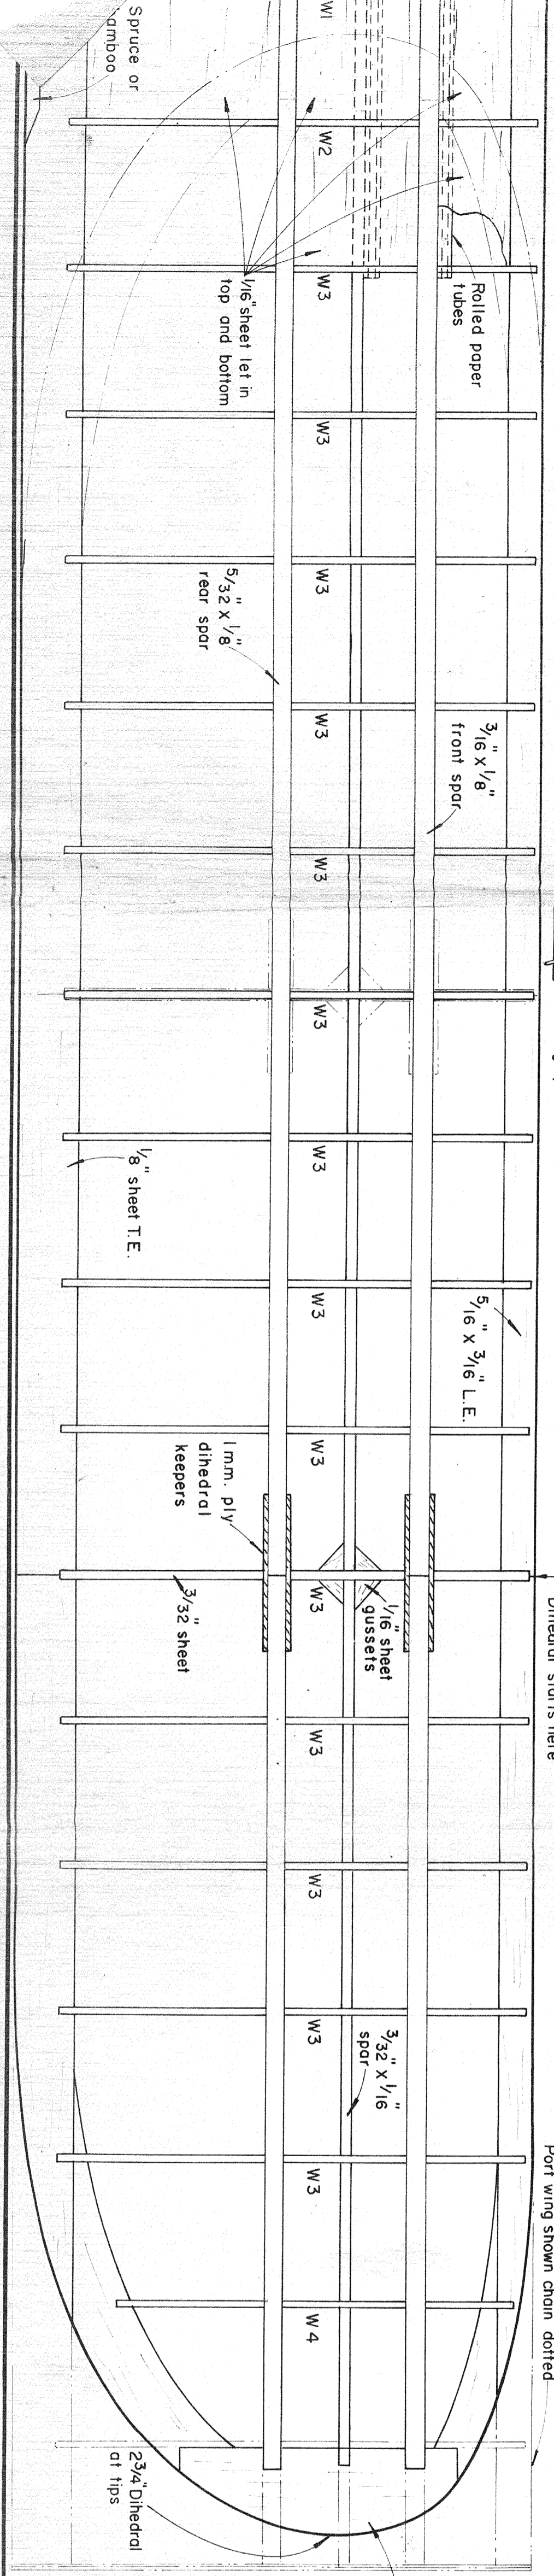 Spruce or
W1
W2
W3
Rolled paper
tubes
1/16" sheet let in
top and bottom
W3
W3
5/32" x 1/8"
rear spar
W3
3/16" x 1/8"
front spar
W3
W3
W3
1/8" sheet T.E.
W3
5/16" x 3/16" L.E.
W3
1 m.m. ply
dihedral
keepers
W3
1/16" sheet
gussets
3/32" sheet
Dihedral starts here
W3
W3
W3
3/32" x 1/16"
spar
W3
Port wing shown chain dotted
W4
2 3/4" Dihedral
at tips